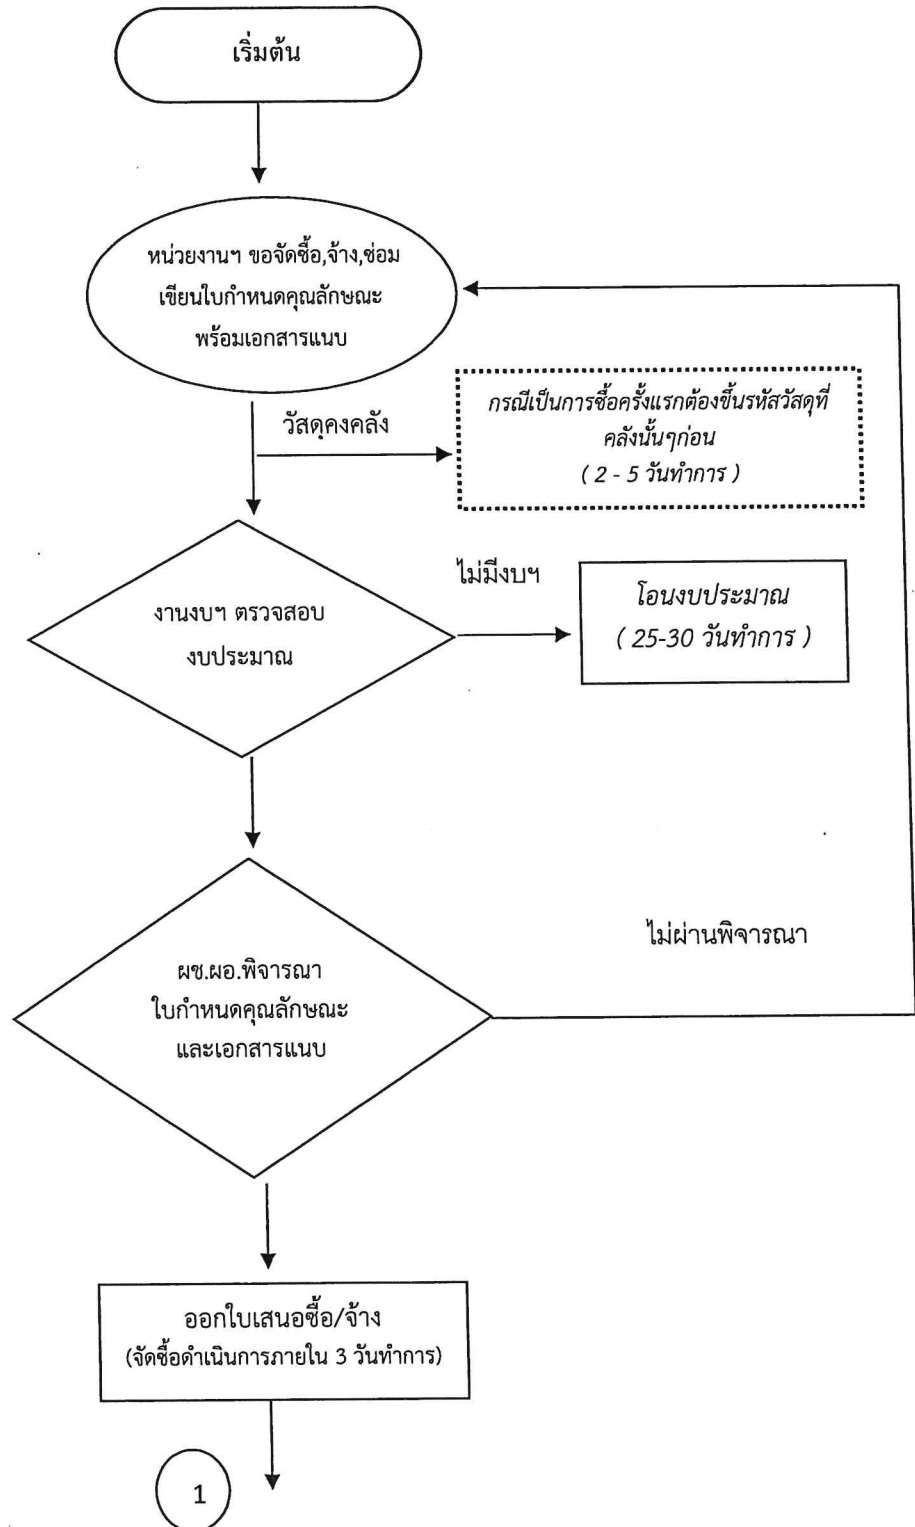 เริ่มต้น
หน่วยงานฯ ขอจัดซื้อ,จ้าง,ซ่อม
เขียนใบกำหนดคุณลักษณะ
พร้อมเอกสารแนบ
วัสดุคงคลัง
กรณีเป็นการซื้อครั้งแรกต้องขึ้นรหัสวัสดุที่
คลังนั้นๆก่อน
( 2 - 5 วันทำการ )
งานงบฯ ตรวจสอบ
งบประมาณ
ไม่มีงบฯ
โอนงบประมาณ
( 25-30 วันทำการ )
ผช.ผอ.พิจารณา
ใบกำหนดคุณลักษณะ
และเอกสารแนบ
ไม่ผ่านพิจารณา
ออกใบเสนอซื้อ/จ้าง
(จัดซื้อดำเนินการภายใน 3 วันทำการ)
1